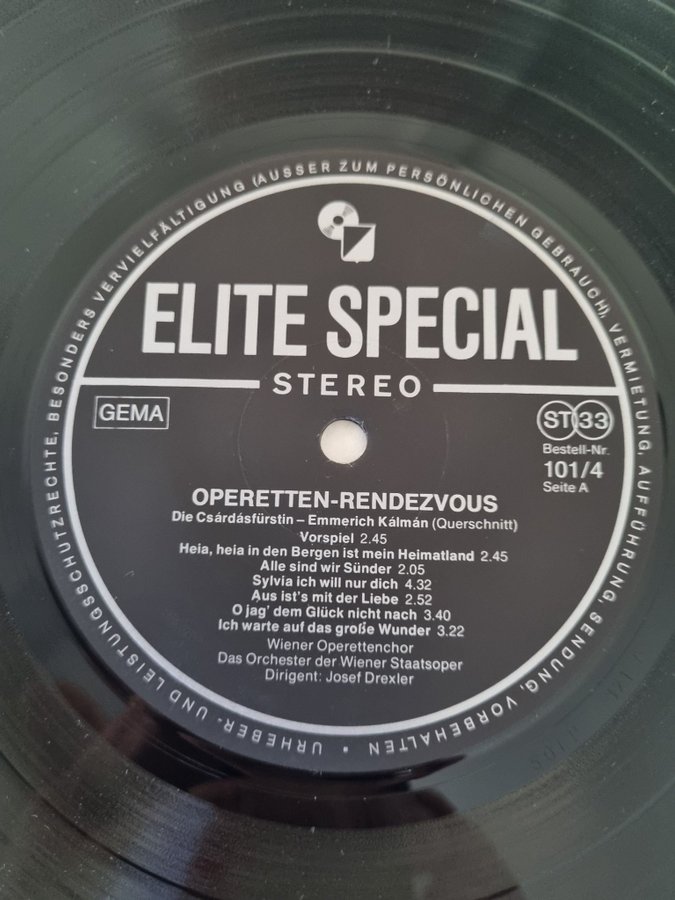 URHEBER- UND LEISTUNGSSCHUTZRECHTE, BESONDERS VERVIELFÄLTIGUNG (AUSSER ZUM PERSÖNLICHEN GEBRAUCH), VERMIETUNG, AUFFÜHRUNG, SENDUNG, VORBEHALTEN •
ELITE SPECIAL
STEREO
GEMA
ST 33
Bestell-Nr.
101/4
Seite A
OPERETTEN-RENDEZVOUS
Die Csárdásfürstin – Emmerich Kálmán (Querschnitt)
Vorspiel 2.45
Heia, heia in den Bergen ist mein Heimatland 2.45
Alle sind wir Sünder 2.05
Sylvia ich will nur dich 4.32
Aus ist's mit der Liebe 2.52
O jag' dem Glück nicht nach 3.40
Ich warte auf das große Wunder 3.22
Wiener Operettenchor
Das Orchester der Wiener Staatsoper
Dirigent: Josef Drexler